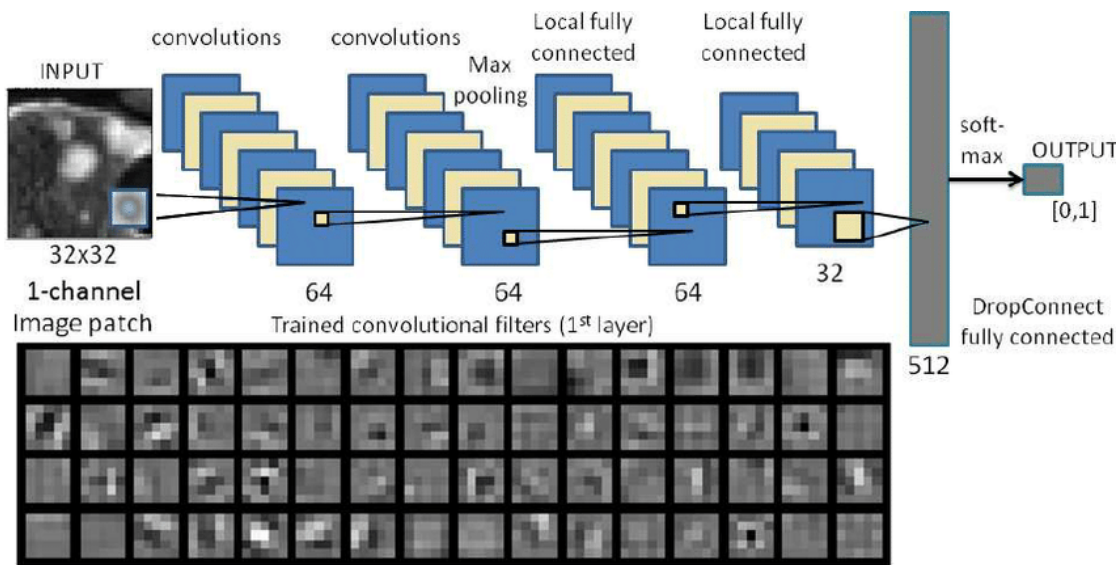 INPUT
32x32
1-channel
Image patch
convolutions
64
convolutions
64
Max
pooling
Local fully
connected
64
Local fully
connected
32
512
DropConnect
fully connected
soft-
max
OUTPUT
[0,1]
Trained convolutional filters (1st layer)